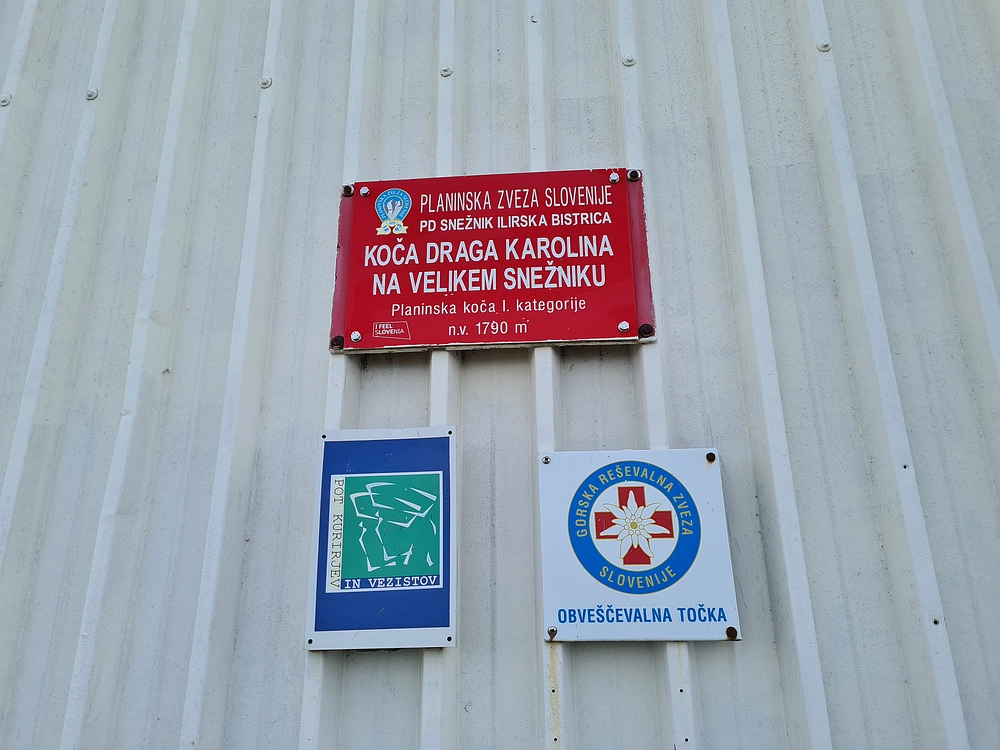 PLANINSKA ZVEZA SLOVENIJE
PD SNEŽNIK ILIRSKA BISTRICA
KOČA DRAGA KAROLINA
NA VELIKEM SNEŽNIKU
Planinska koča I. kategorije
n.v. 1790 m
I FEEL
SLOVENIA
POT KURIRJEV
IN VEZISTOV
GORSKA REŠEVALNA ZVEZA
SLOVENIJE
OBVEŠČEVALNA TOČKA